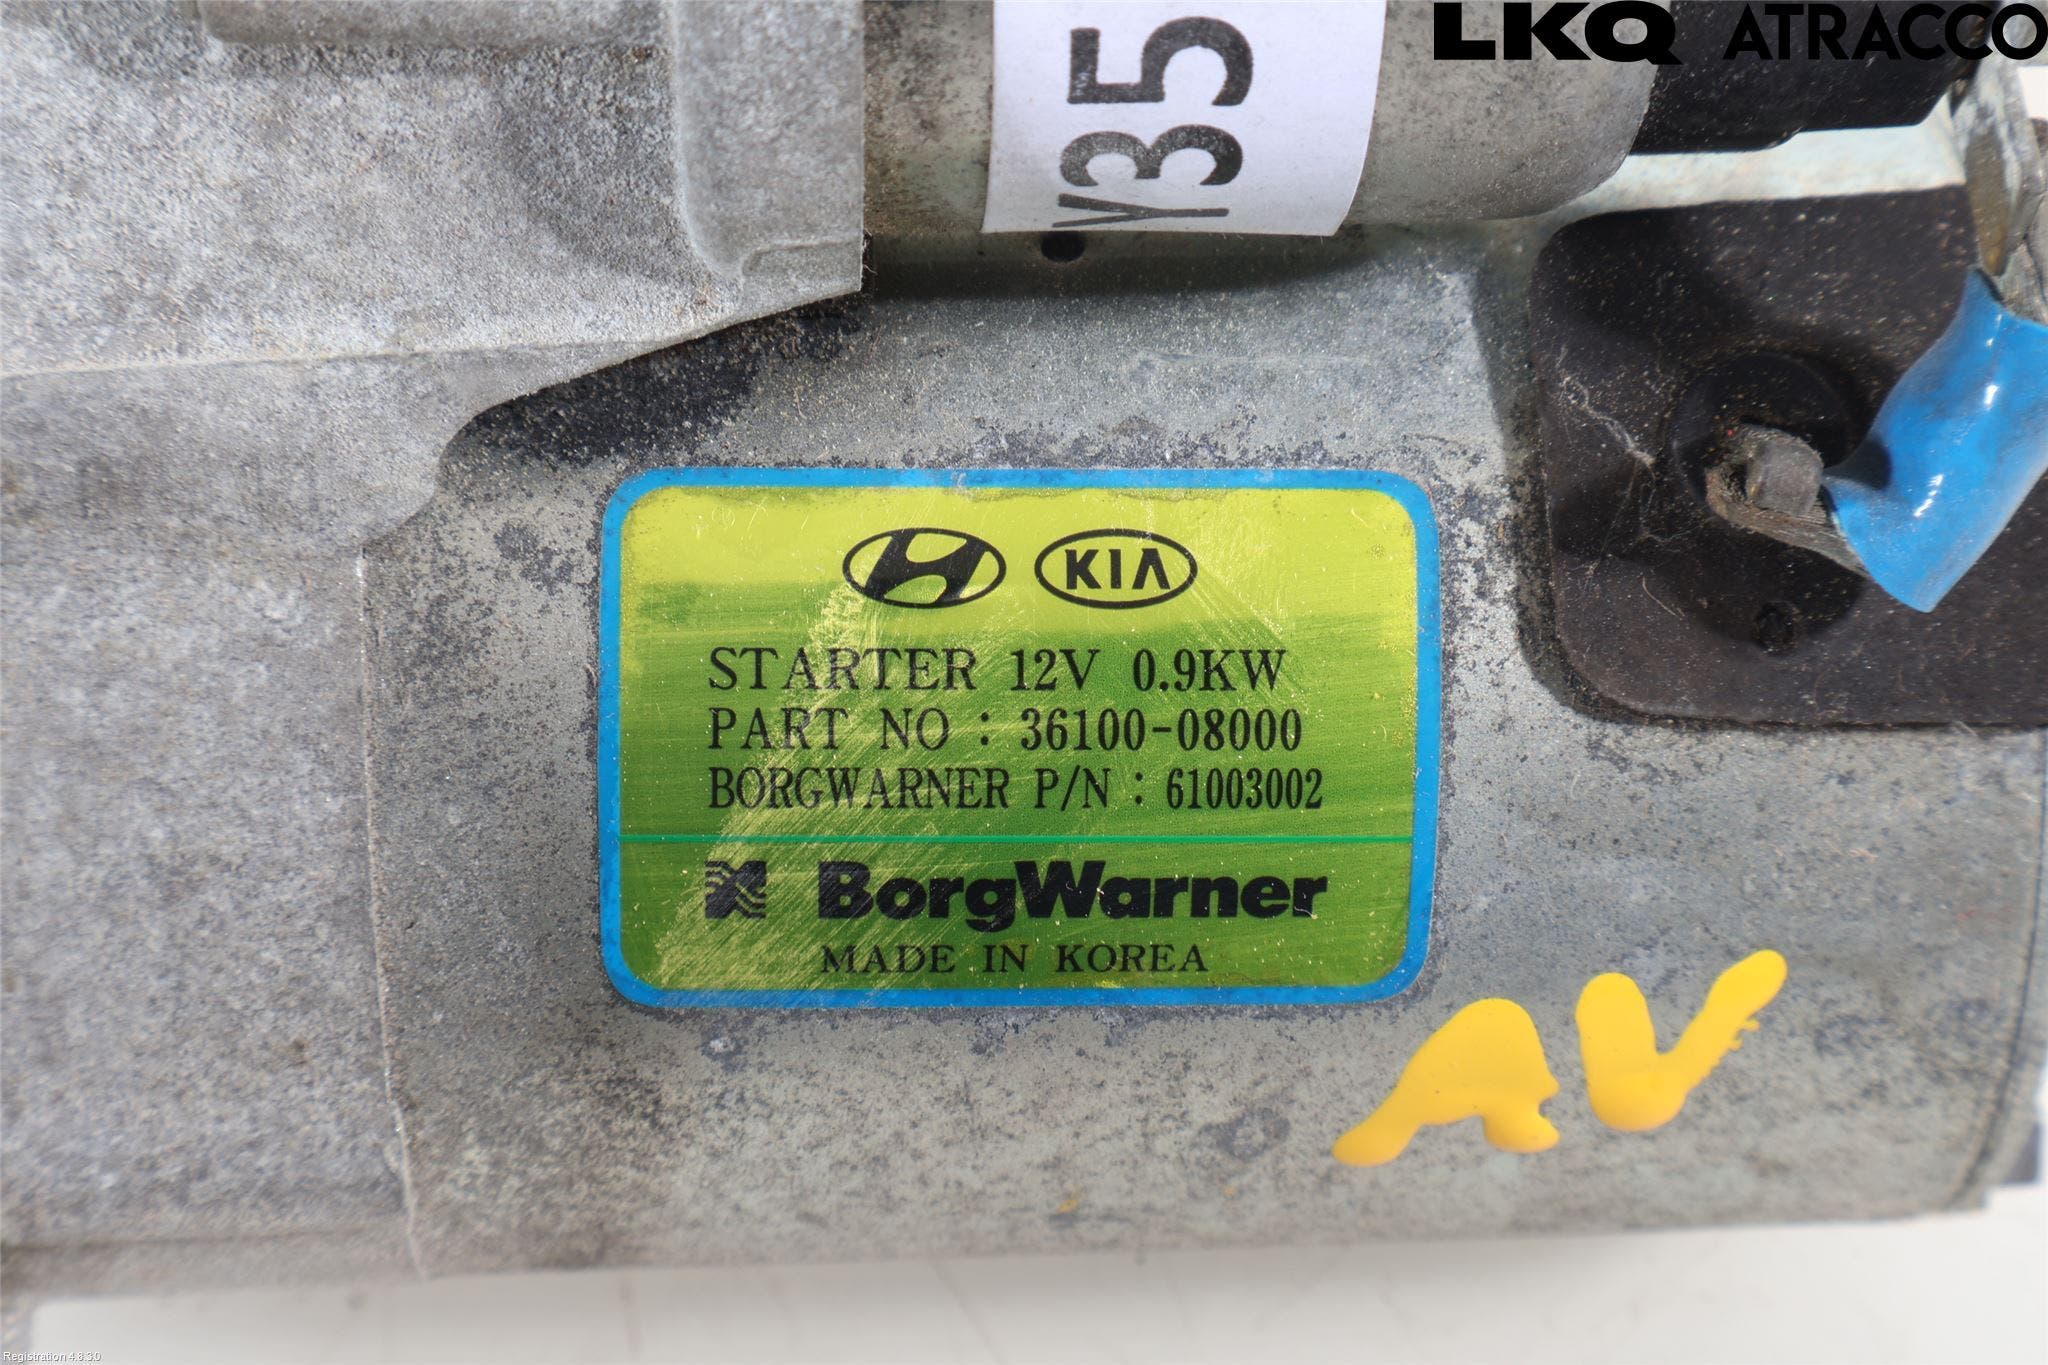 LKQ ATRACCO
Y35
KIA
STARTER 12V 0.9KW
PART NO : 36100-08000
BORGWARNER P/N : 61003002
BorgWarner
MADE IN KOREA
AV
Registration 4.8.3.0